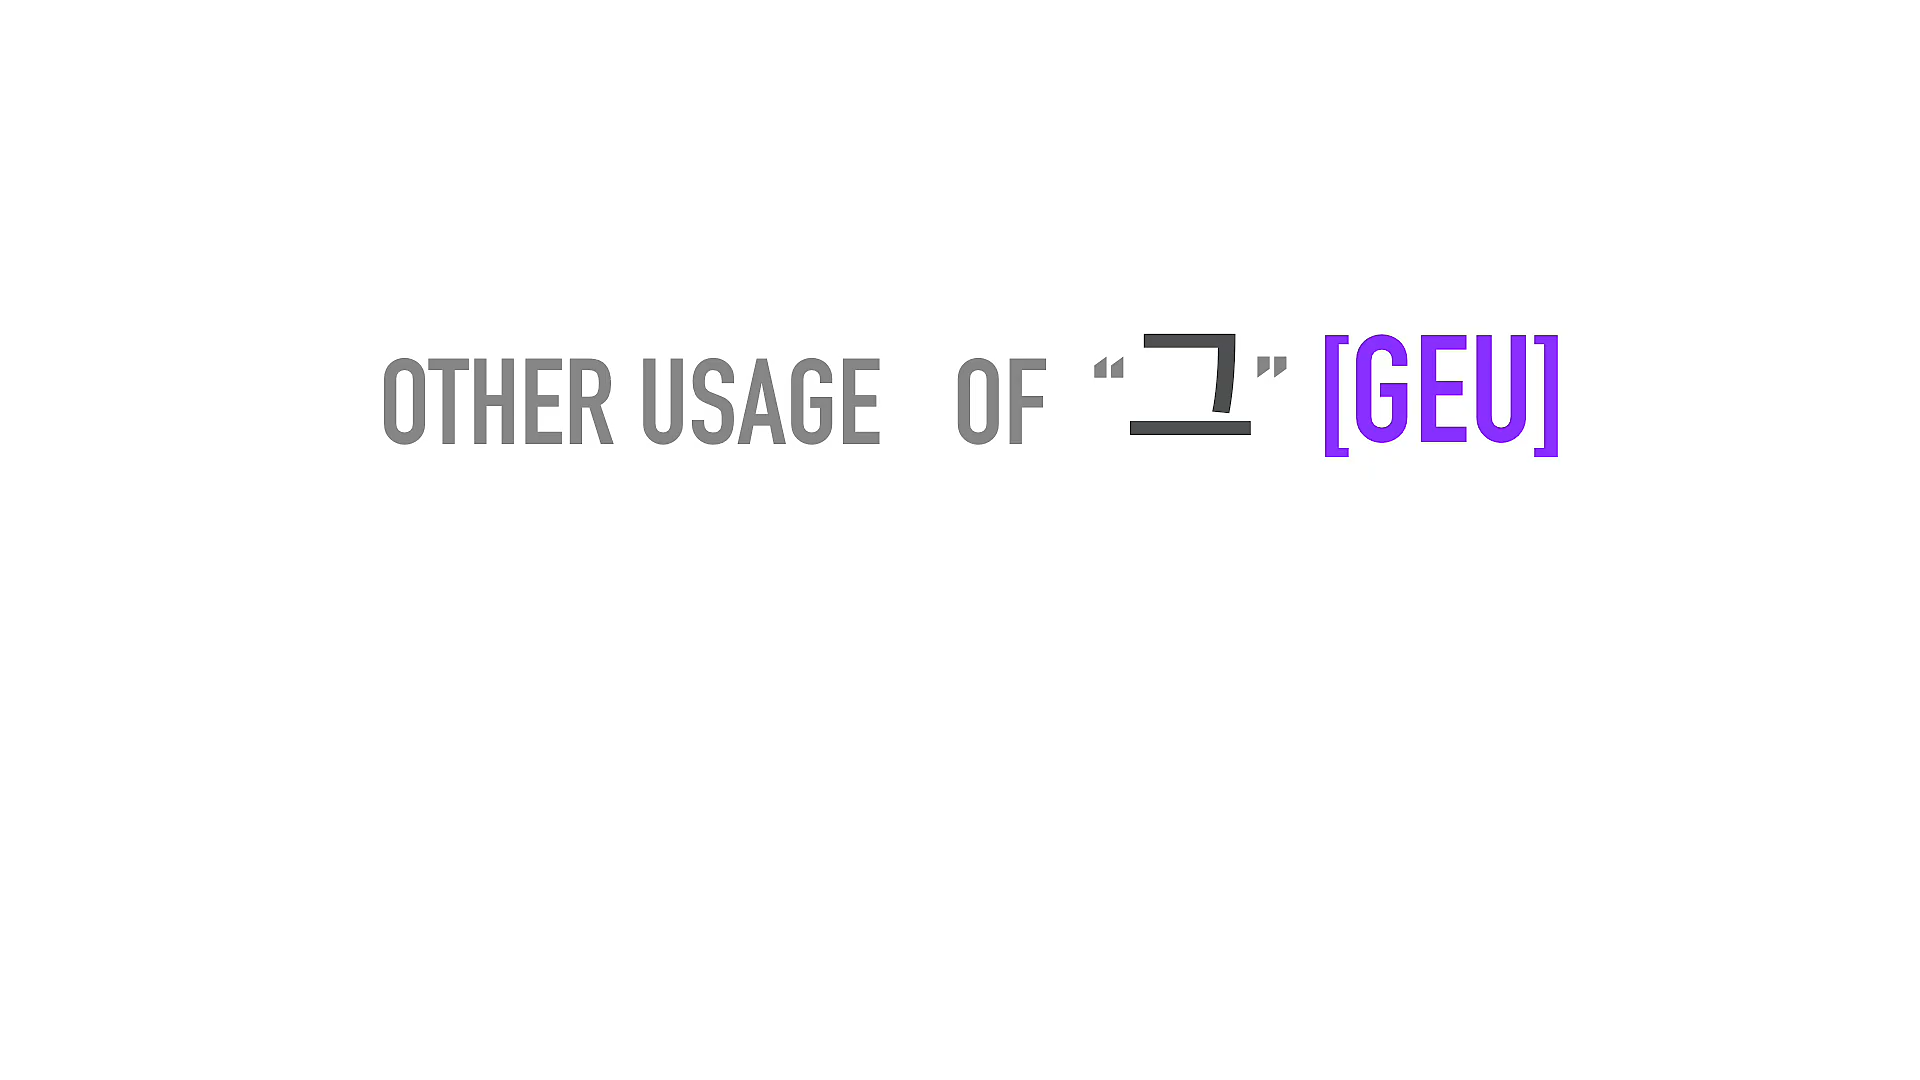 OTHER USAGE OF “그” [GEU]